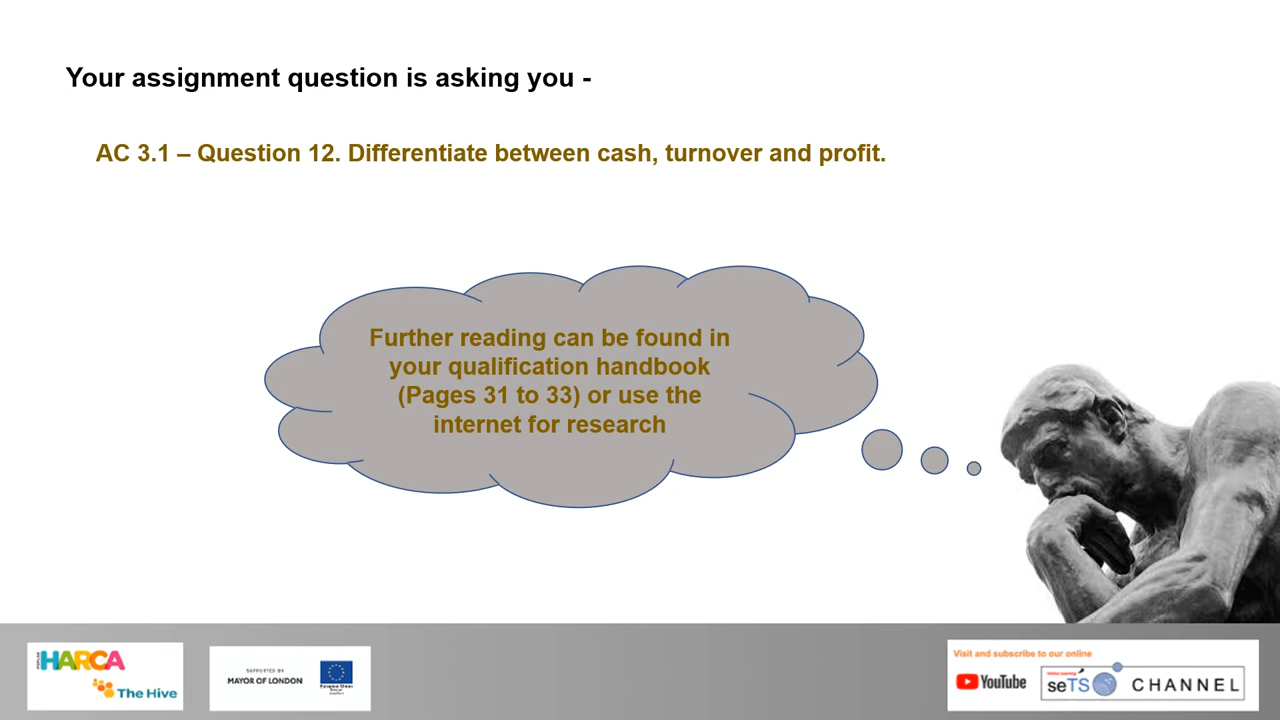 Your assignment question is asking you -
AC 3.1 – Question 12. Differentiate between cash, turnover and profit.
Further reading can be found in
your qualification handbook
(Pages 31 to 33) or use the
internet for research
HARCA
The Hive
SUPPORTED BY
MAYOR OF LONDON
European Union
Visit and subscribe to our online
YouTube
seTS CHANNEL